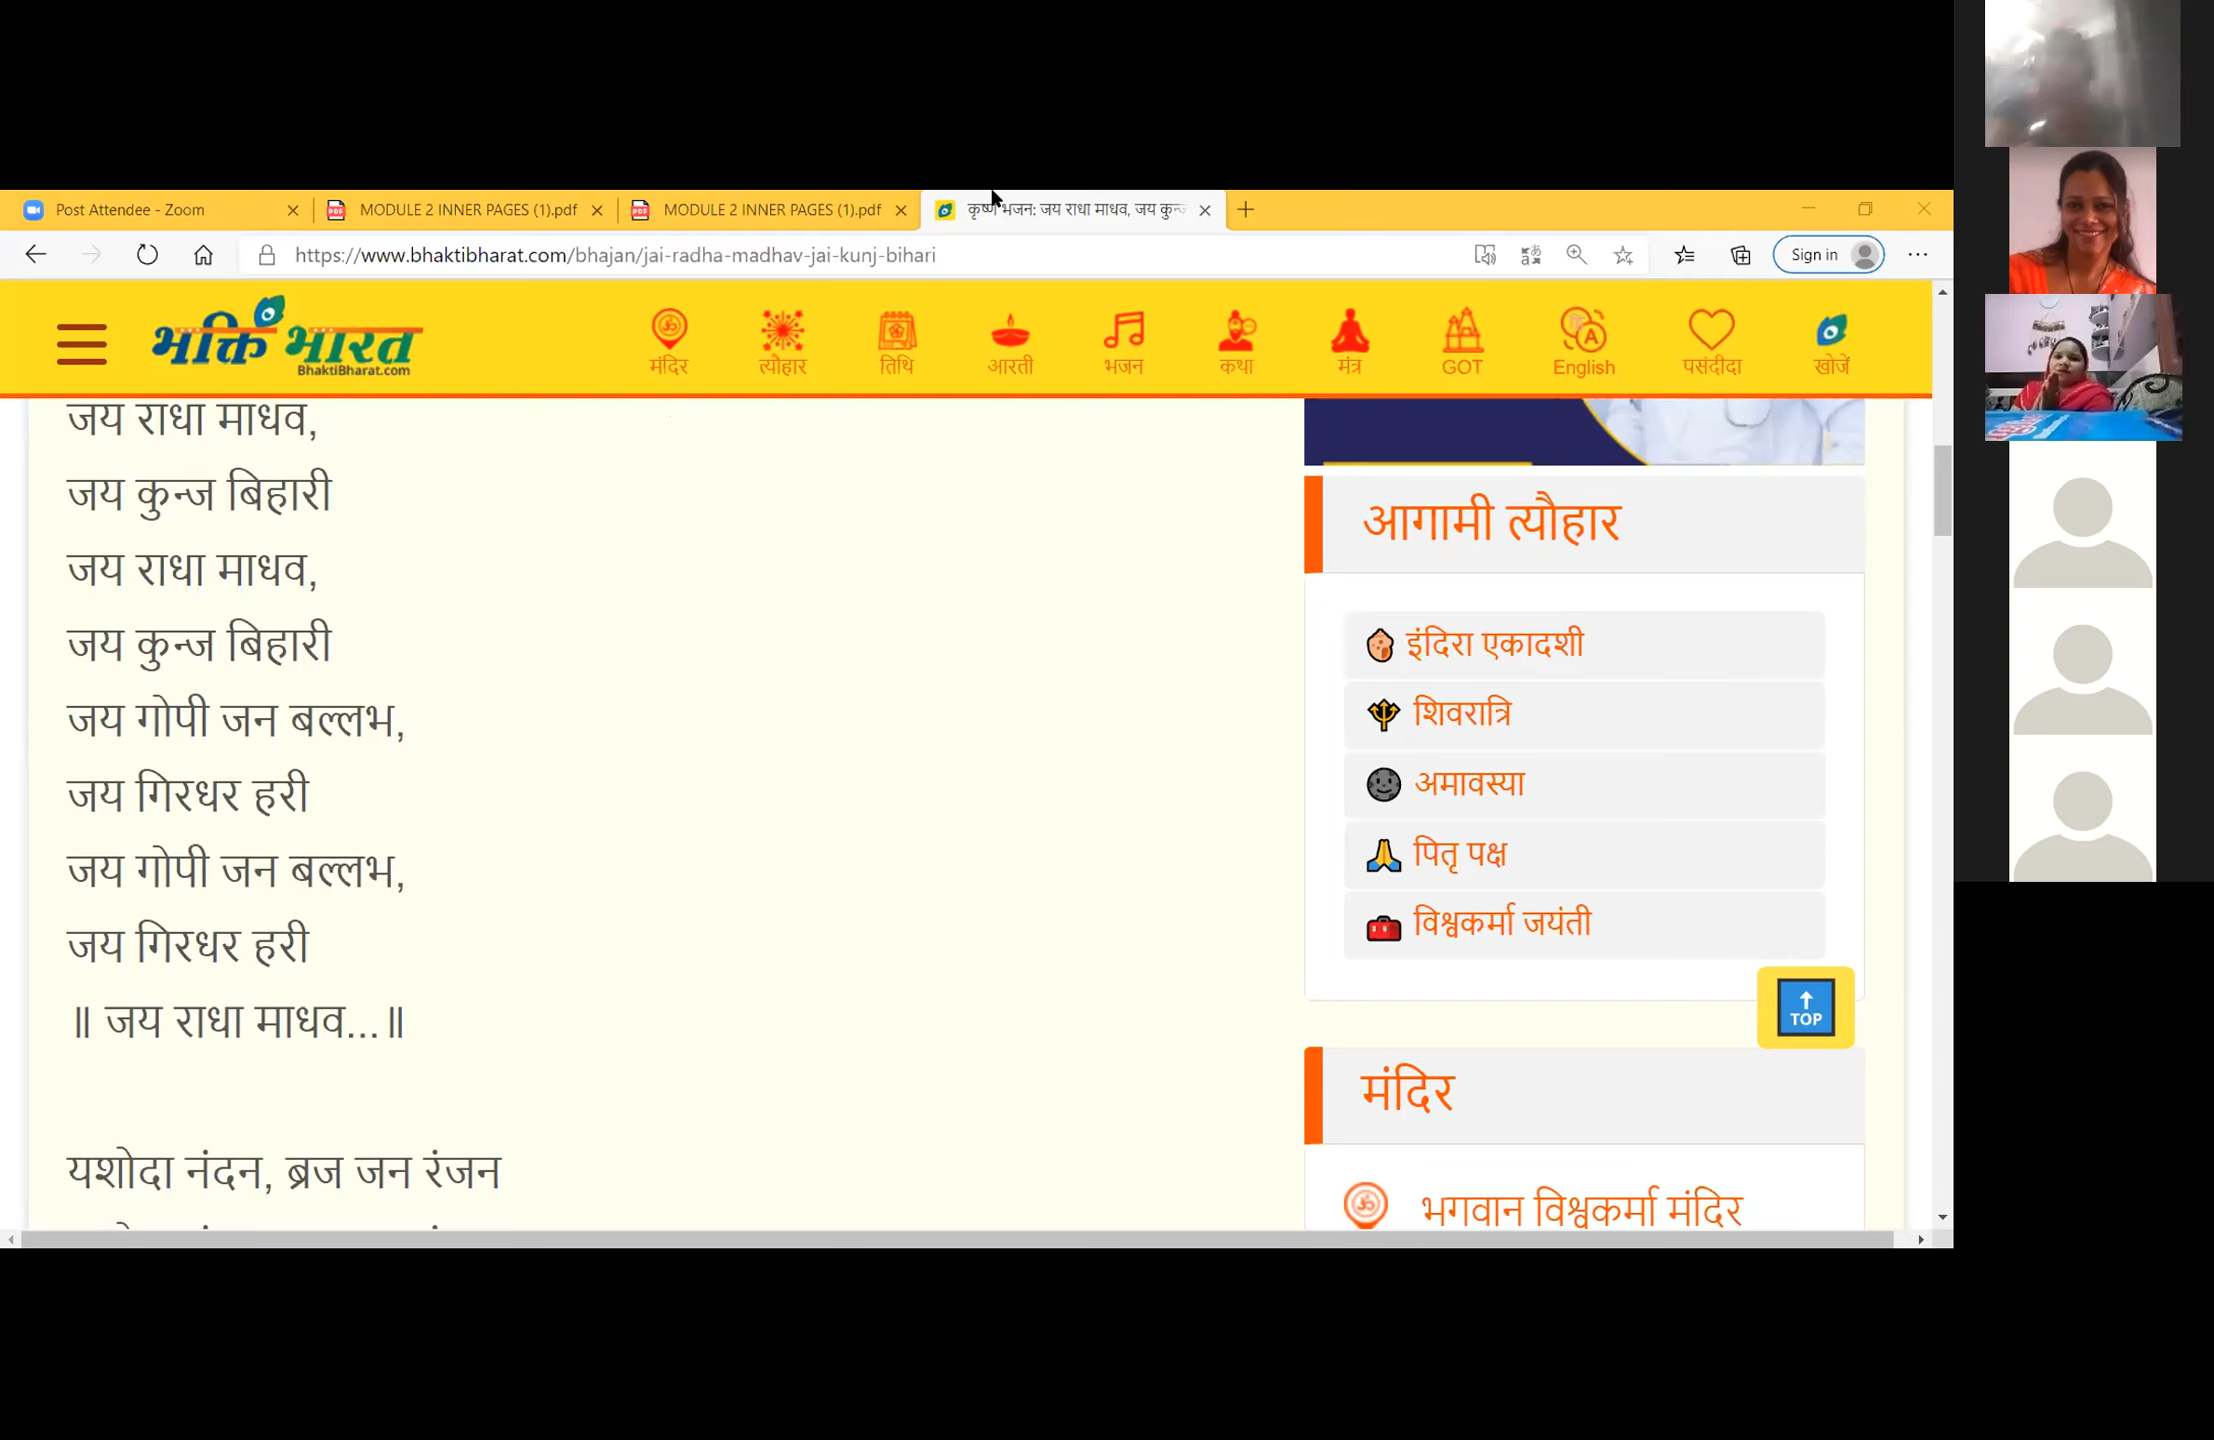 Post Attendee - Zoom
MODULE 2 INNER PAGES (1).pdf
MODULE 2 INNER PAGES (1).pdf
कृष्ण भजन: जय राधा माधव, जय कुन्ज
https://www.bhaktibharat.com/bhajan/jai-radha-madhav-jai-kunj-bihari
Sign in
भक्ति भारत
BhaktiBharat.com
मंदिर
त्यौहार
तिथि
आरती
भजन
कथा
मंत्र
GOT
English
पसंदीदा
खोजें
जय राधा माधव,
जय कुन्ज बिहारी
जय राधा माधव,
जय कुन्ज बिहारी
जय गोपी जन बल्लभ,
जय गिरधर हरी
जय गोपी जन बल्लभ,
जय गिरधर हरी
॥ जय राधा माधव...॥
यशोदा नंदन, ब्रज जन रंजन
आगामी त्यौहार
इंदिरा एकादशी
शिवरात्रि
अमावस्या
पितृ पक्ष
विश्वकर्मा जयंती
TOP
मंदिर
भगवान विश्वकर्मा मंदिर